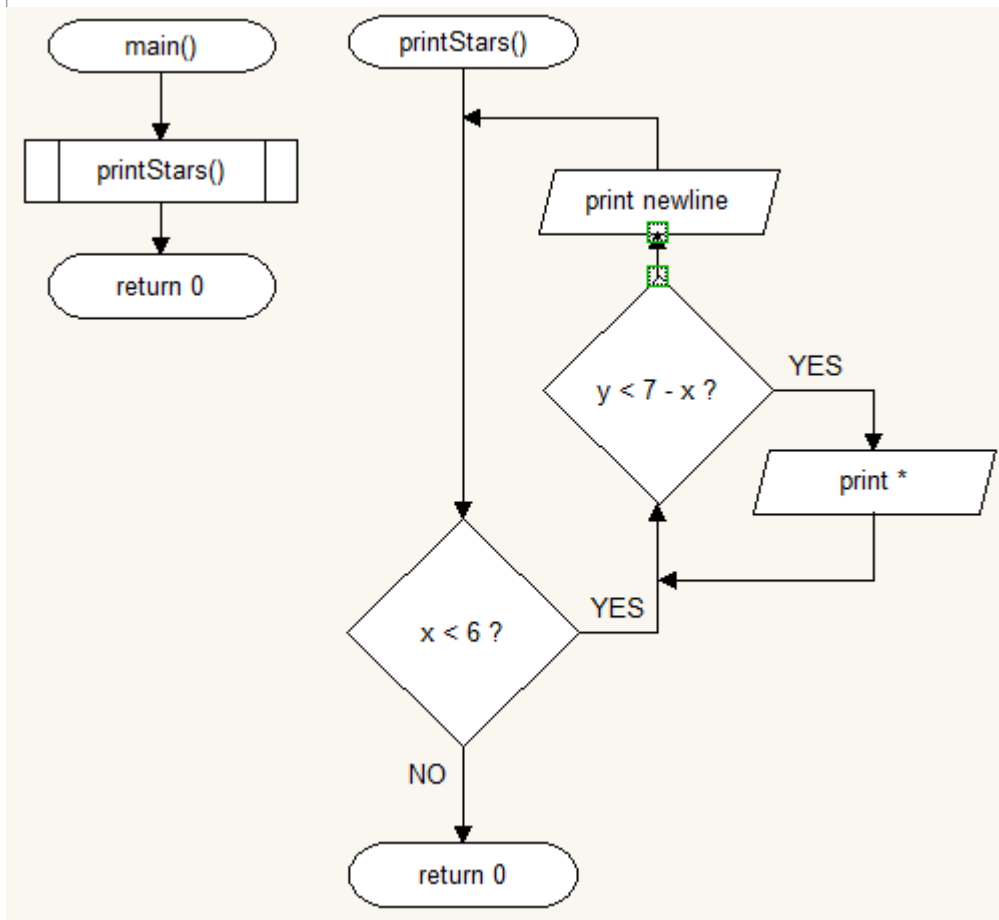 main()
printStars()
return 0
printStars()
print newline
y < 7 - x ?
YES
print *
x < 6 ?
YES
NO
return 0